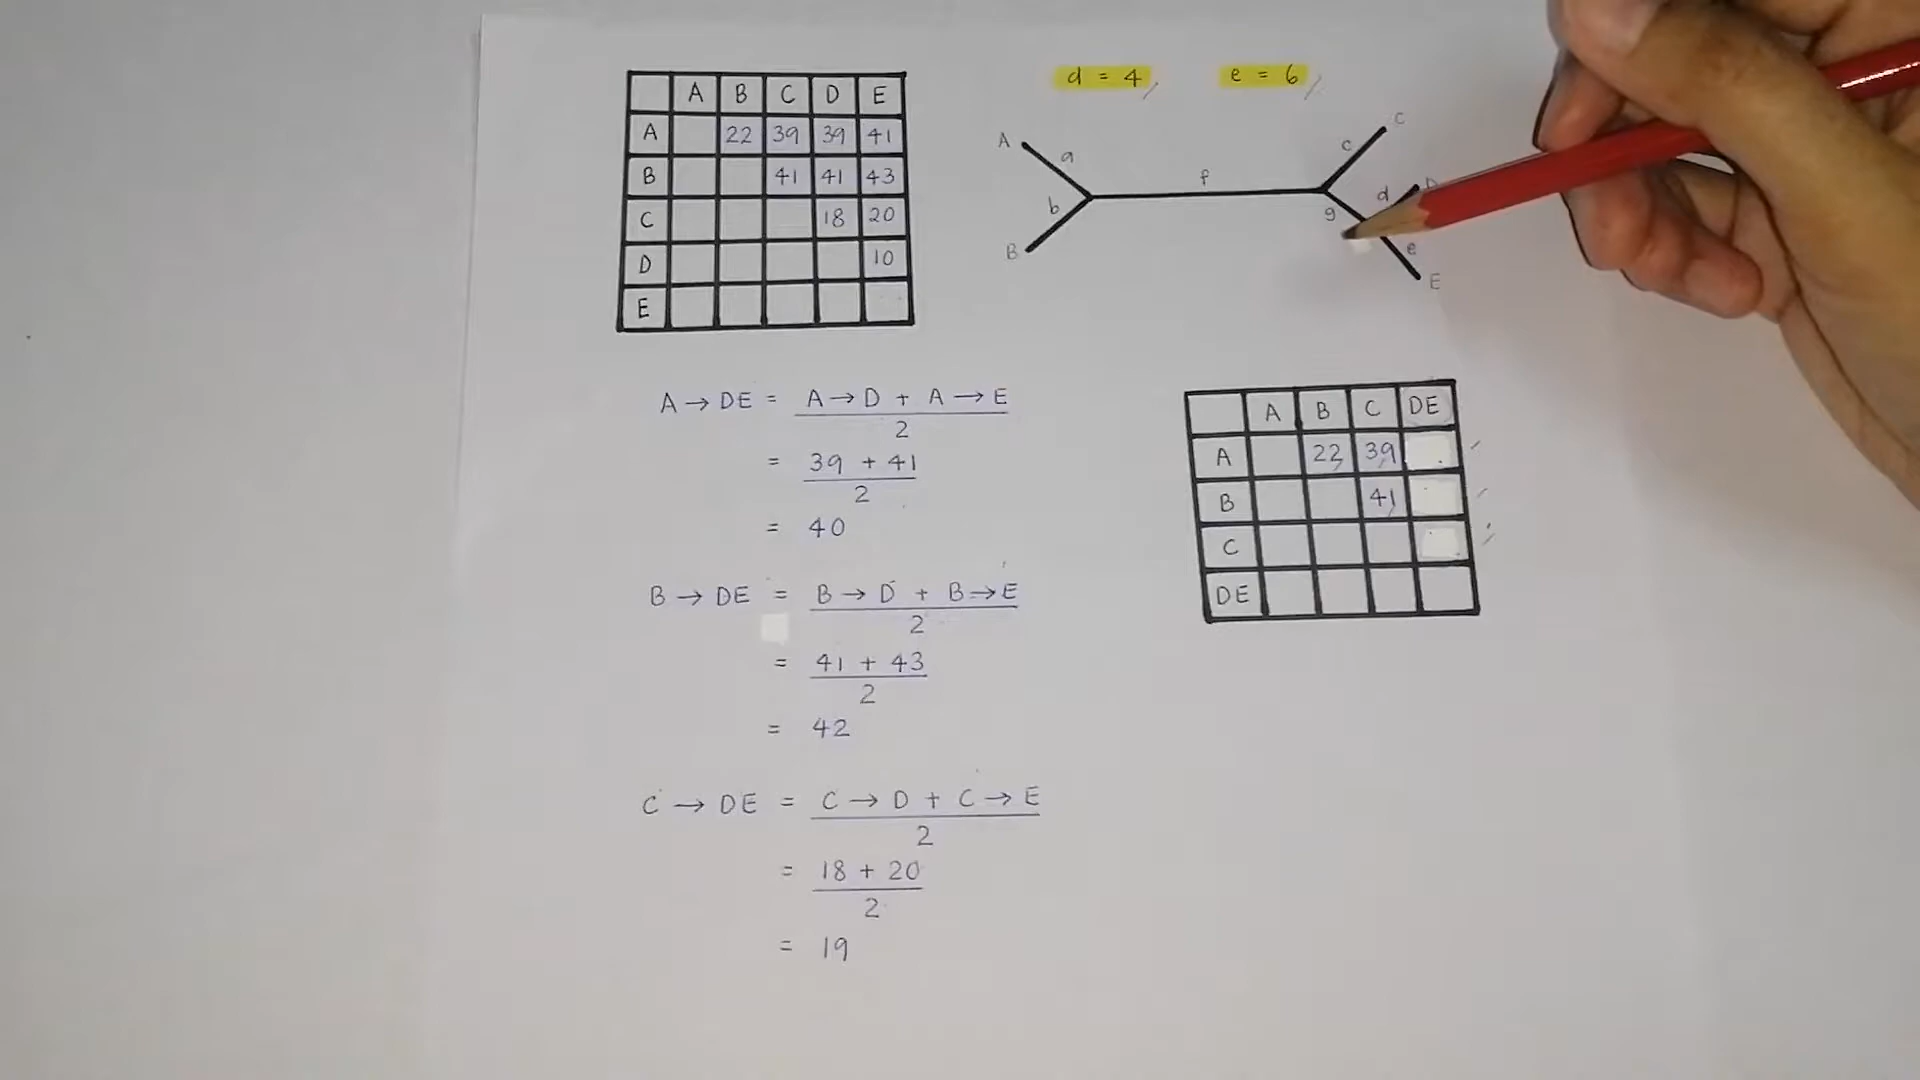 A B C D E
A 22 39 39 41
B 41 41 43
C 18 20
D 10
E
d = 4, e = 6,
A a
b B
f
c C
g d D
e E
A → DE = A → D + A → E
2
= 39 + 41
2
= 40
B → DE = B → D + B → E
2
= 41 + 43
2
= 42
C → DE = C → D + C → E
2
= 18 + 20
2
= 19
A B C DE
A 22 39
B 41
C
DE